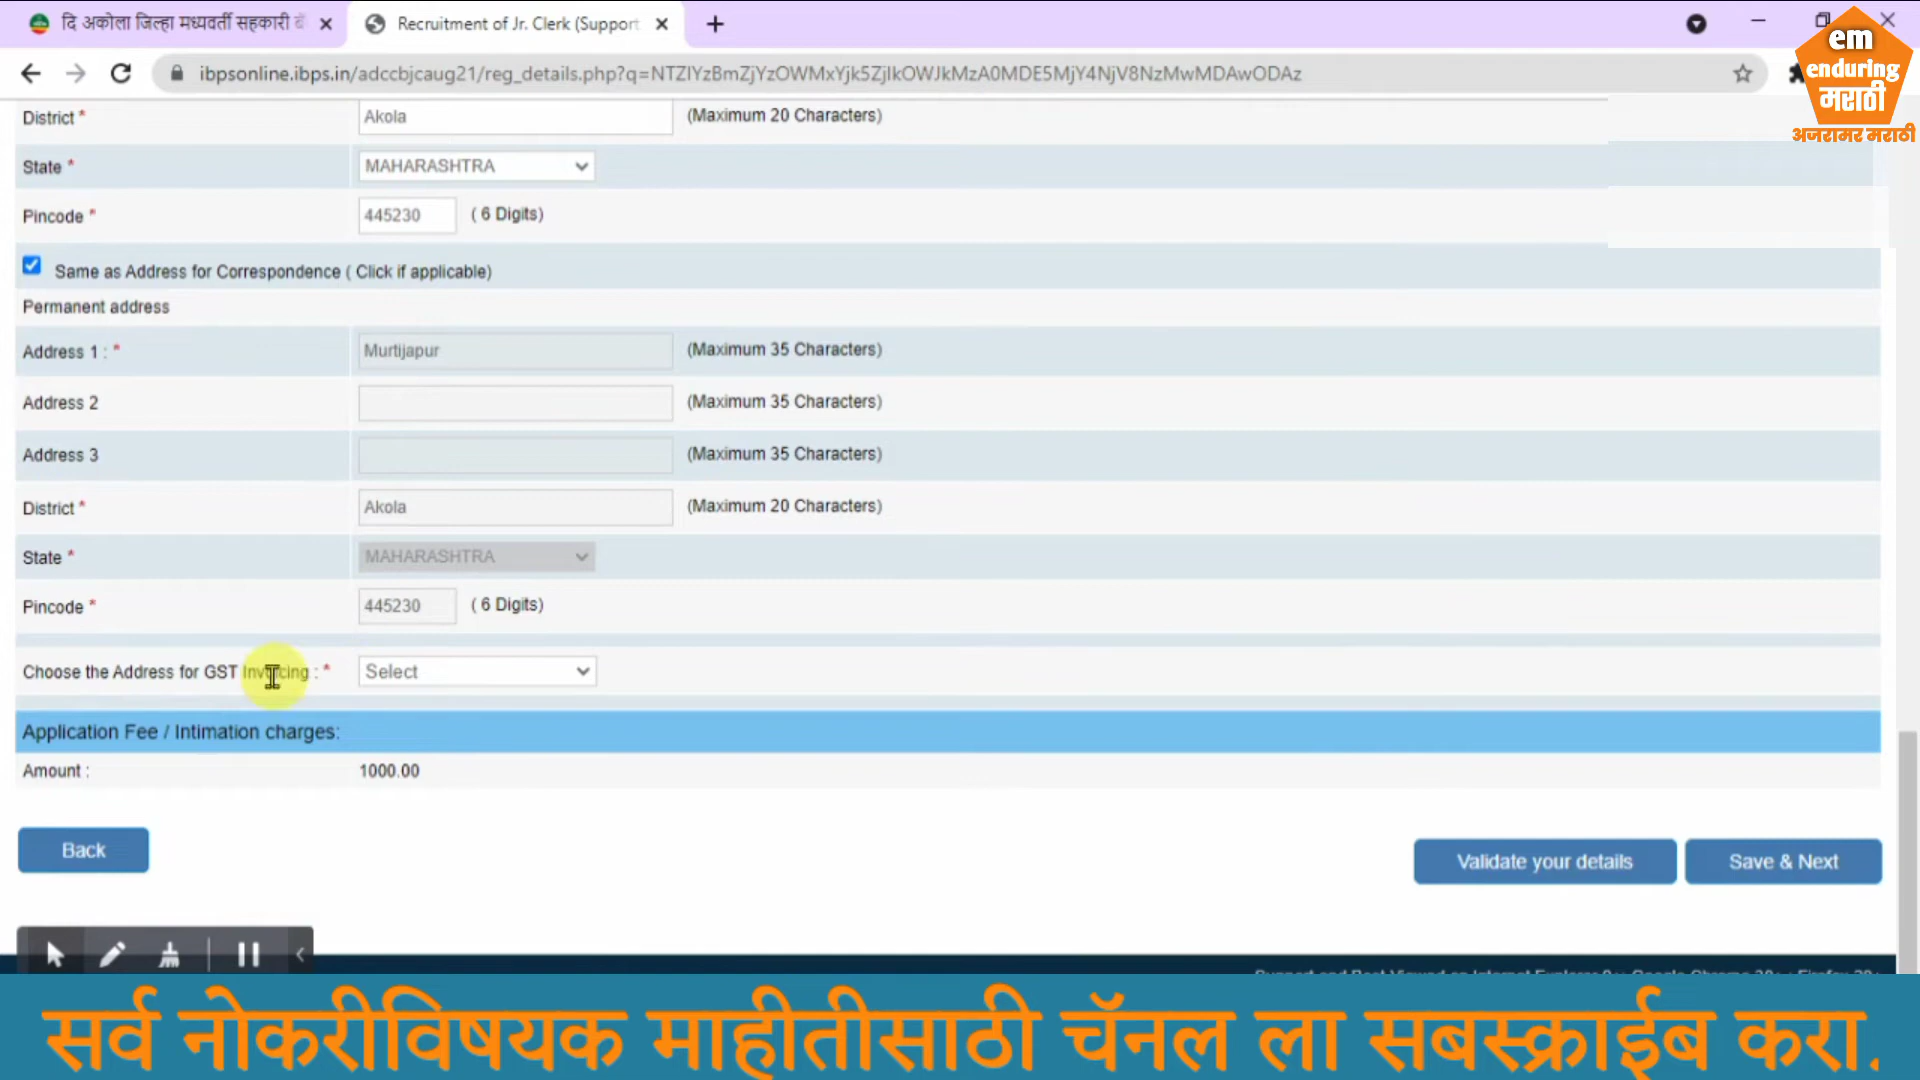 दि अकोला जिल्हा मध्यवर्ती सहकारी बँ
Recruitment of Jr. Clerk (Support
ibpsonline.ibps.in/adccbjcaug21/reg_details.php?q=NTZlYzBmZjYzOWMxYjk5ZjlkOWJkMzA0MDE5MjY4NjV8NzMwMDAwODAz
em
enduring
मराठी
अजरामर मराठी
District * Akola (Maximum 20 Characters)
State * MAHARASHTRA
Pincode * 445230 ( 6 Digits)
Same as Address for Correspondence ( Click if applicable)
Permanent address
Address 1 : * Murtijapur (Maximum 35 Characters)
Address 2 (Maximum 35 Characters)
Address 3 (Maximum 35 Characters)
District * Akola (Maximum 20 Characters)
State * MAHARASHTRA
Pincode * 445230 ( 6 Digits)
Choose the Address for GST Invoicing : * Select
Application Fee / Intimation charges:
Amount : 1000.00
Back
Validate your details
Save & Next
सर्व नोकरीविषयक माहीतीसाठी चॅनल ला सबस्क्राईब करा.